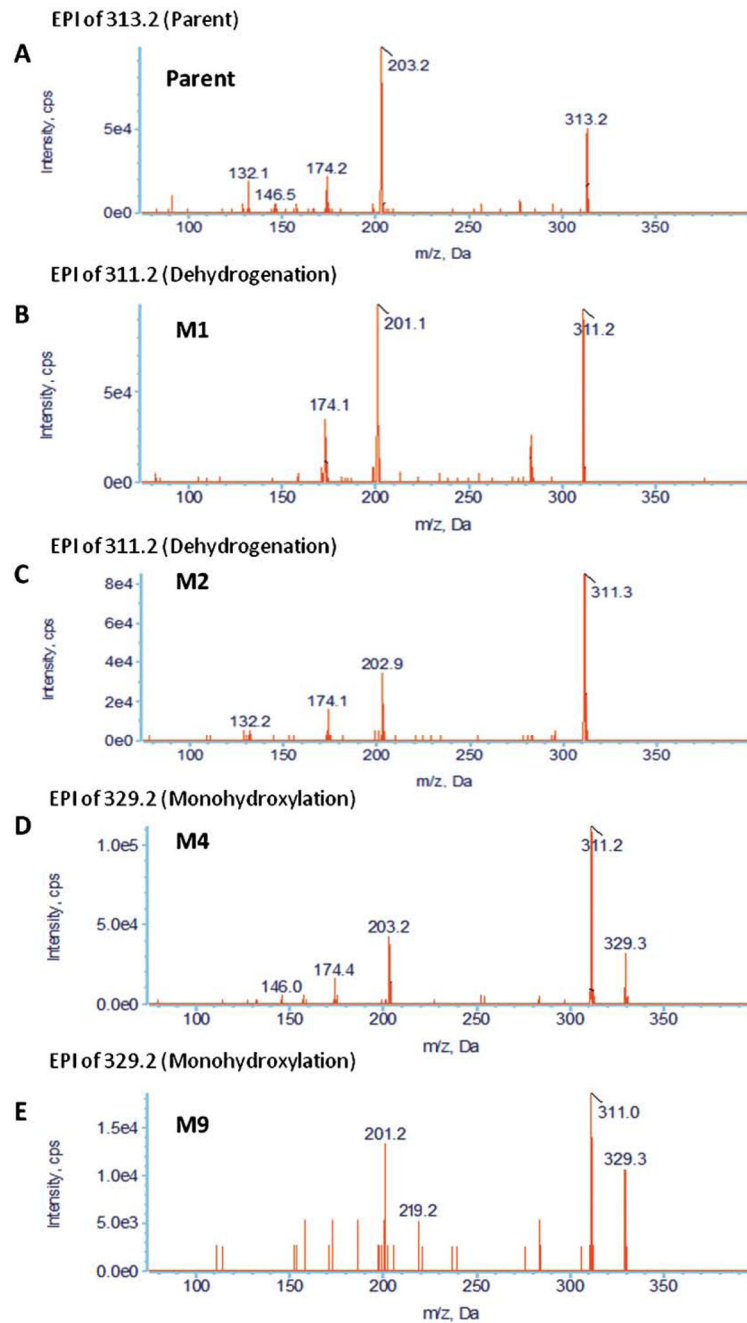 EPI of 313.2 (Parent)
A
Parent
Intensity, cps
5e4
0e0
203.2
313.2
132.1
174.2
146.5
100 150 200 250 300 350
m/z, Da
EPI of 311.2 (Dehydrogenation)
B
M1
Intensity, cps
5e4
0e0
201.1
311.2
174.1
100 150 200 250 300 350
m/z, Da
EPI of 311.2 (Dehydrogenation)
C
M2
Intensity, cps
8e4
6e4
4e4
2e4
0e0
311.3
202.9
174.1
132.2
100 150 200 250 300 350
m/z, Da
EPI of 329.2 (Monohydroxylation)
D
M4
Intensity, cps
1.0e5
5.0e4
0.0e0
311.2
203.2
329.3
174.4
146.0
100 150 200 250 300 350
m/z, Da
EPI of 329.2 (Monohydroxylation)
E
M9
Intensity, cps
1.5e4
1.0e4
5.0e3
0.0e0
311.0
201.2
329.3
219.2
100 150 200 250 300 350
m/z, Da